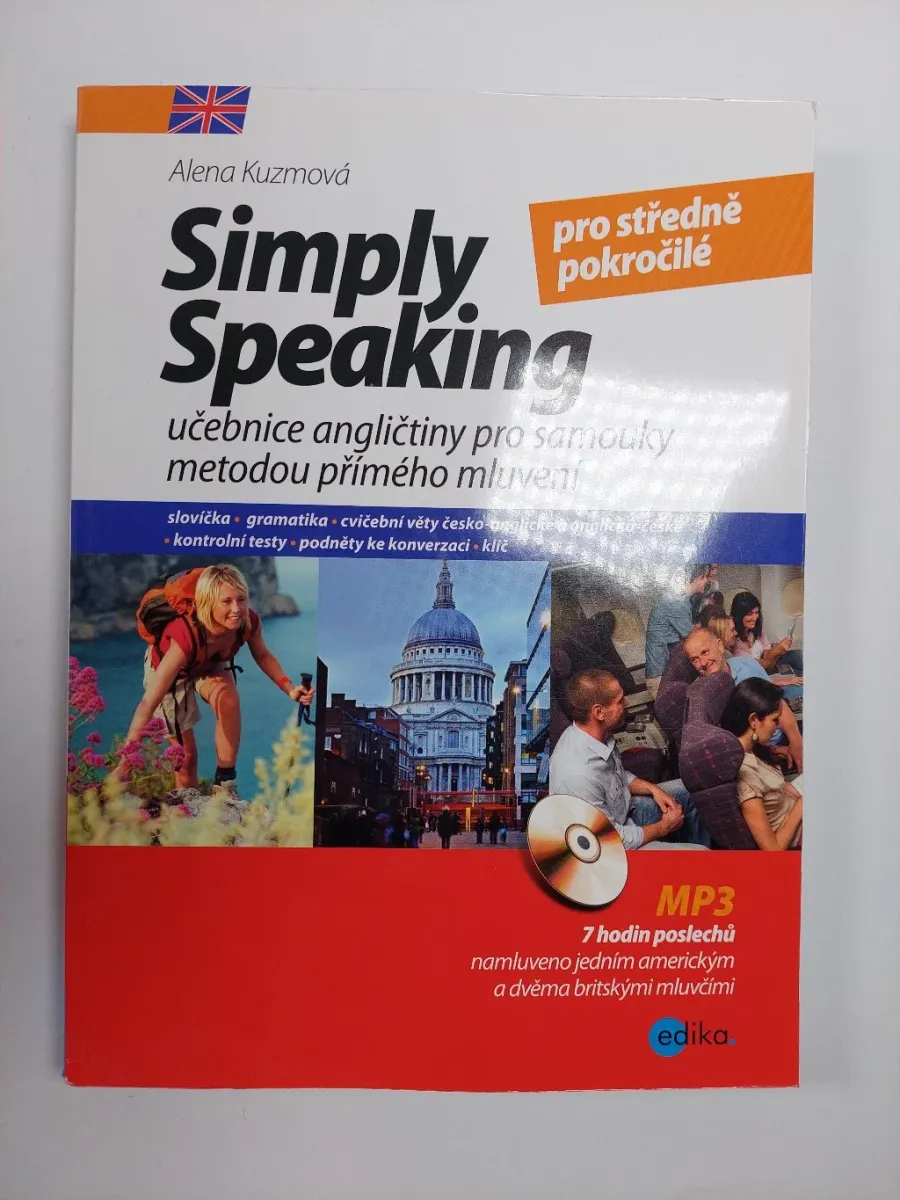 Alena Kuzmová
Simply
Speaking
pro středně
pokročilé
učebnice angličtiny pro samouky
metodou přímého mluvení
slovíčka • gramatika • cvičební věty česko-anglické a anglicko-české
• kontrolní testy • podněty ke konverzaci • klíč
MP3
7 hodin poslechů
namluveno jedním americkým
a dvěma britskými mluvčími
edika.